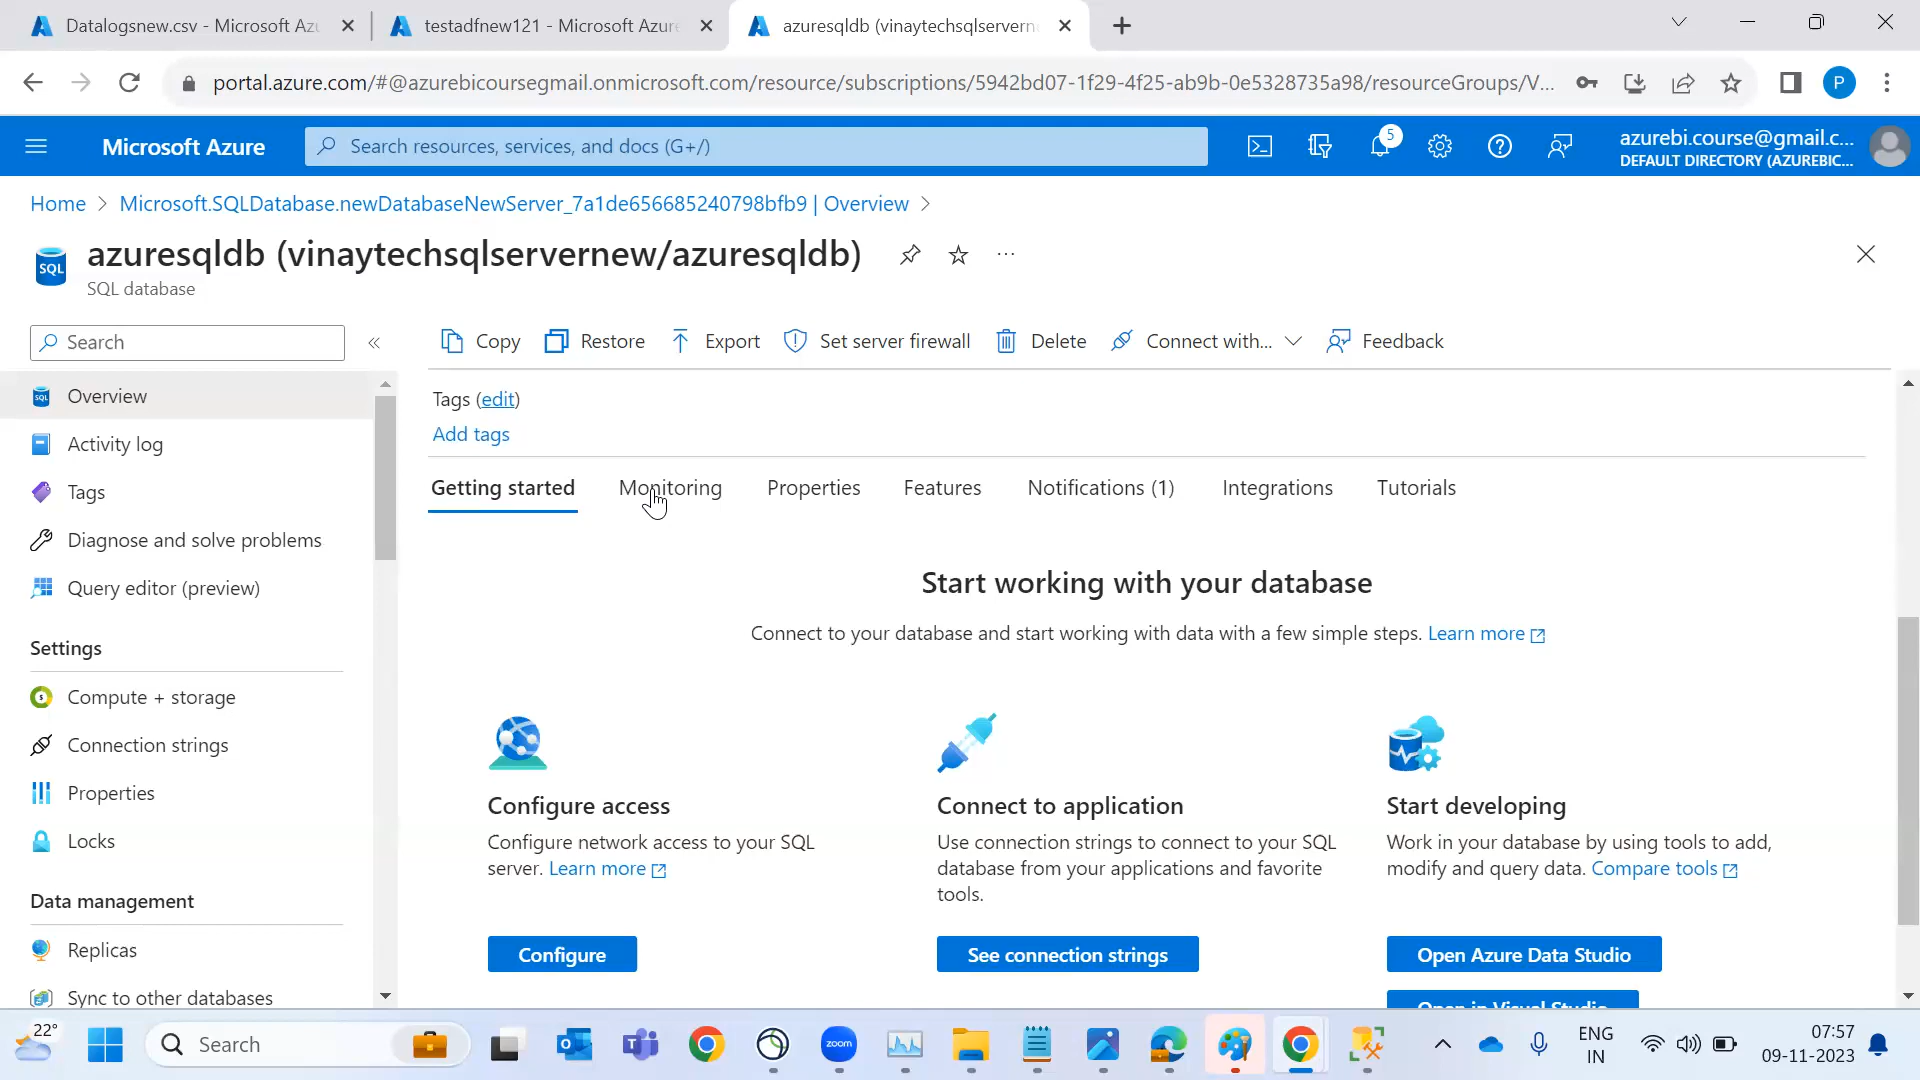 Datalogsnew.csv - Microsoft Az
testadfnew121 - Microsoft Azur
azuresqldb (vinaytechsqlservern
portal.azure.com/#@azurebicoursegmail.onmicrosoft.com/resource/subscriptions/5942bd07-1f29-4f25-ab9b-0e5328735a98/resourceGroups/V...
P
Microsoft Azure
Search resources, services, and docs (G+/)
5
azurebi.course@gmail.c...
DEFAULT DIRECTORY (AZUREBIC...
Home > Microsoft.SQLDatabase.newDatabaseNewServer_7a1de656685240798bfb9 | Overview >
SQL
azuresqldb (vinaytechsqlservernew/azuresqldb)
SQL database
Search
Copy
Restore
Export
Set server firewall
Delete
Connect with...
Feedback
Overview
Activity log
Tags
Diagnose and solve problems
Query editor (preview)
Settings
Compute + storage
Connection strings
Properties
Locks
Data management
Replicas
Sync to other databases
Tags (edit)
Add tags
Getting started
Monitoring
Properties
Features
Notifications (1)
Integrations
Tutorials
Start working with your database
Connect to your database and start working with data with a few simple steps. Learn more
Configure access
Configure network access to your SQL
server. Learn more
Configure
Connect to application
Use connection strings to connect to your SQL
database from your applications and favorite
tools.
See connection strings
Start developing
Work in your database by using tools to add,
modify and query data. Compare tools
Open Azure Data Studio
Open in Visual Studio
22°
Search
zoom
ENG
IN
07:57
09-11-2023